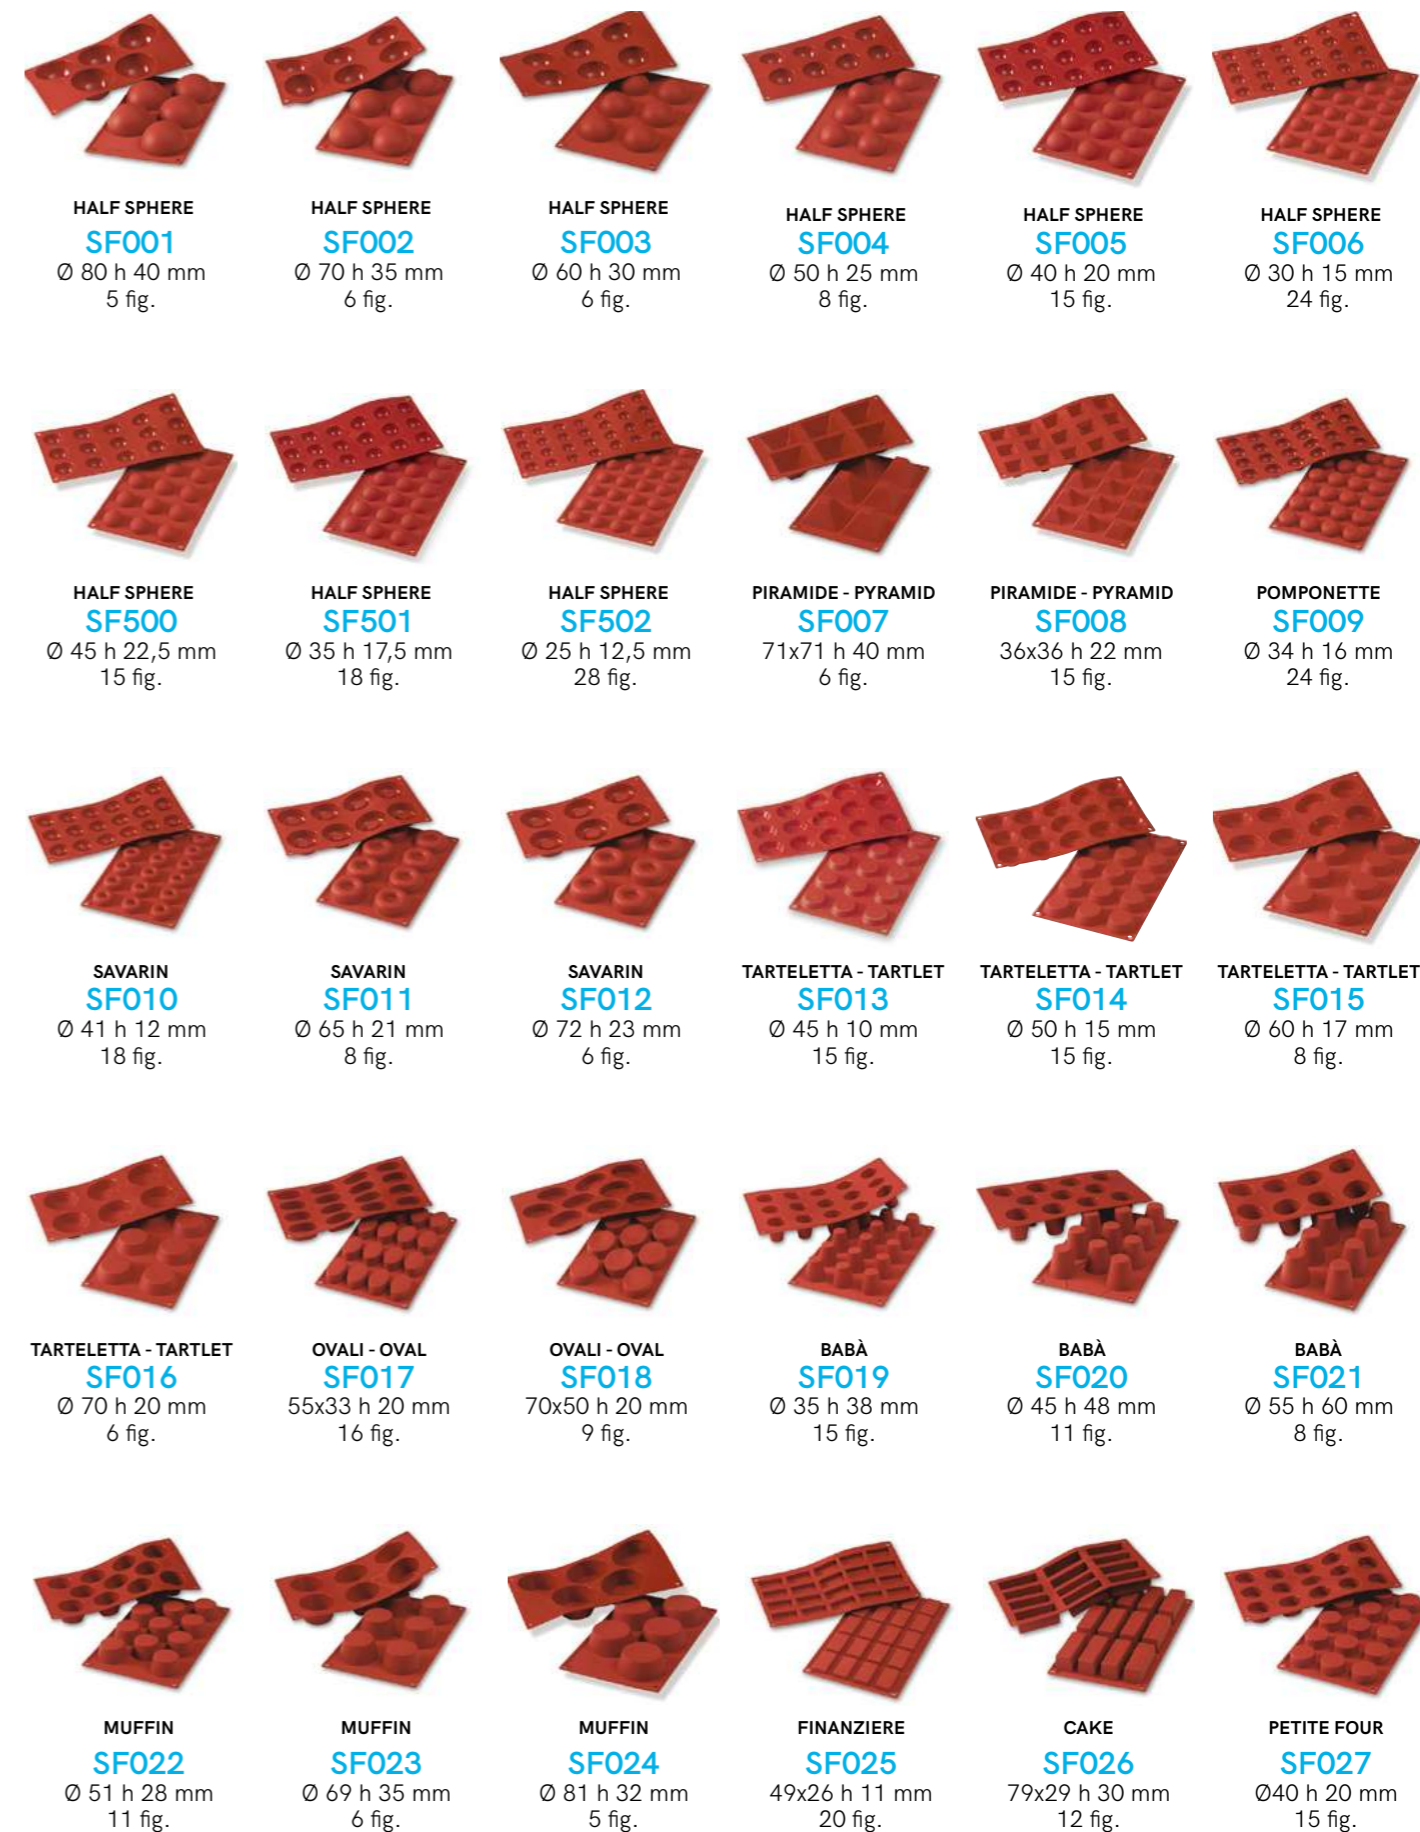 HALF SPHERE
SF001
Ø 80 h 40 mm
5 fig.
HALF SPHERE
SF002
Ø 70 h 35 mm
6 fig.
HALF SPHERE
SF003
Ø 60 h 30 mm
6 fig.
HALF SPHERE
SF004
Ø 50 h 25 mm
8 fig.
HALF SPHERE
SF005
Ø 40 h 20 mm
15 fig.
HALF SPHERE
SF006
Ø 30 h 15 mm
24 fig.
HALF SPHERE
SF500
Ø 45 h 22,5 mm
15 fig.
HALF SPHERE
SF501
Ø 35 h 17,5 mm
18 fig.
HALF SPHERE
SF502
Ø 25 h 12,5 mm
28 fig.
PIRAMIDE - PYRAMID
SF007
71x71 h 40 mm
6 fig.
PIRAMIDE - PYRAMID
SF008
36x36 h 22 mm
15 fig.
POMPONETTE
SF009
Ø 34 h 16 mm
24 fig.
SAVARIN
SF010
Ø 41 h 12 mm
18 fig.
SAVARIN
SF011
Ø 65 h 21 mm
8 fig.
SAVARIN
SF012
Ø 72 h 23 mm
6 fig.
TARTELETTA - TARTLET
SF013
Ø 45 h 10 mm
15 fig.
TARTELETTA - TARTLET
SF014
Ø 50 h 15 mm
15 fig.
TARTELETTA - TARTLET
SF015
Ø 60 h 17 mm
8 fig.
TARTELETTA - TARTLET
SF016
Ø 70 h 20 mm
6 fig.
OVALI - OVAL
SF017
55x33 h 20 mm
16 fig.
OVALI - OVAL
SF018
70x50 h 20 mm
9 fig.
BABÀ
SF019
Ø 35 h 38 mm
15 fig.
BABÀ
SF020
Ø 45 h 48 mm
11 fig.
BABÀ
SF021
Ø 55 h 60 mm
8 fig.
MUFFIN
SF022
Ø 51 h 28 mm
11 fig.
MUFFIN
SF023
Ø 69 h 35 mm
6 fig.
MUFFIN
SF024
Ø 81 h 32 mm
5 fig.
FINANZIERE
SF025
49x26 h 11 mm
20 fig.
CAKE
SF026
79x29 h 30 mm
12 fig.
PETITE FOUR
SF027
Ø40 h 20 mm
15 fig.